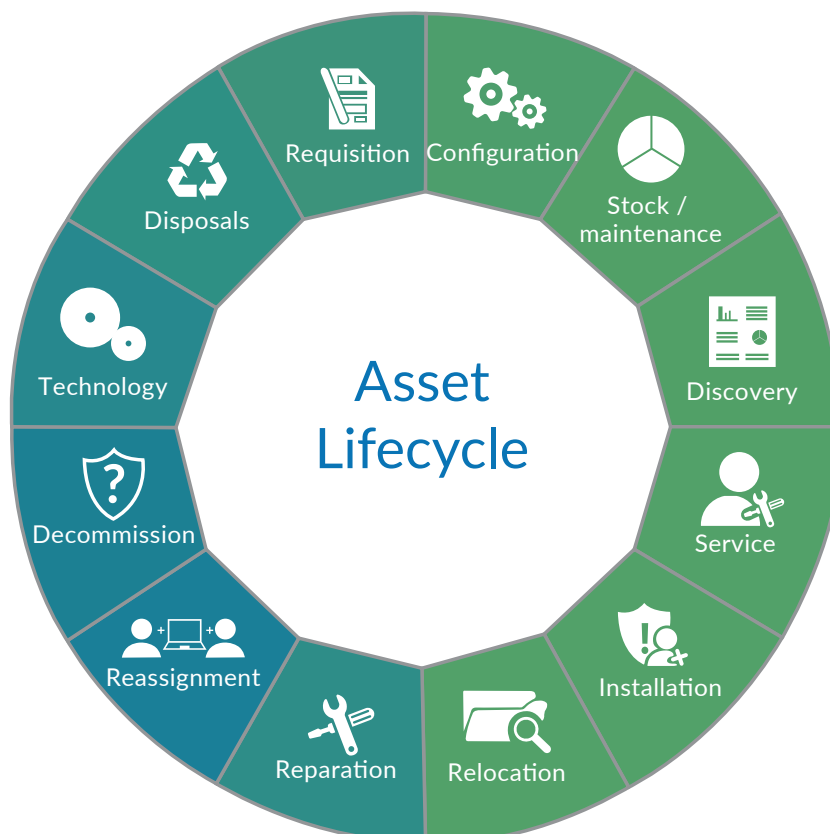 Requisition
Configuration
Stock /
maintenance
Discovery
Service
Installation
Relocation
Reparation
Reassignment
Decommission
Technology
Disposals
Asset
Lifecycle